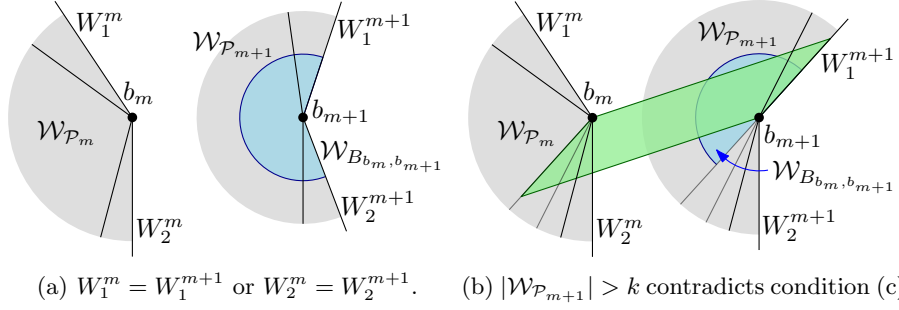 W_1^m
b_m
W_{P_m}
W_2^m
W_{P_{m+1}}
W_1^{m+1}
b_{m+1}
W_{B_{b_m,b_{m+1}}}
W_2^{m+1}
b_m
W_1^m
W_{P_m}
W_2^m
W_{P_{m+1}}
W_1^{m+1}
b_{m+1}
W_{B_{b_m,b_{m+1}}}
W_2^{m+1}
(a) W_1^m = W_1^{m+1} or W_2^m = W_2^{m+1}.
(b) |W_{P_{m+1}}| > k contradicts condition (c)